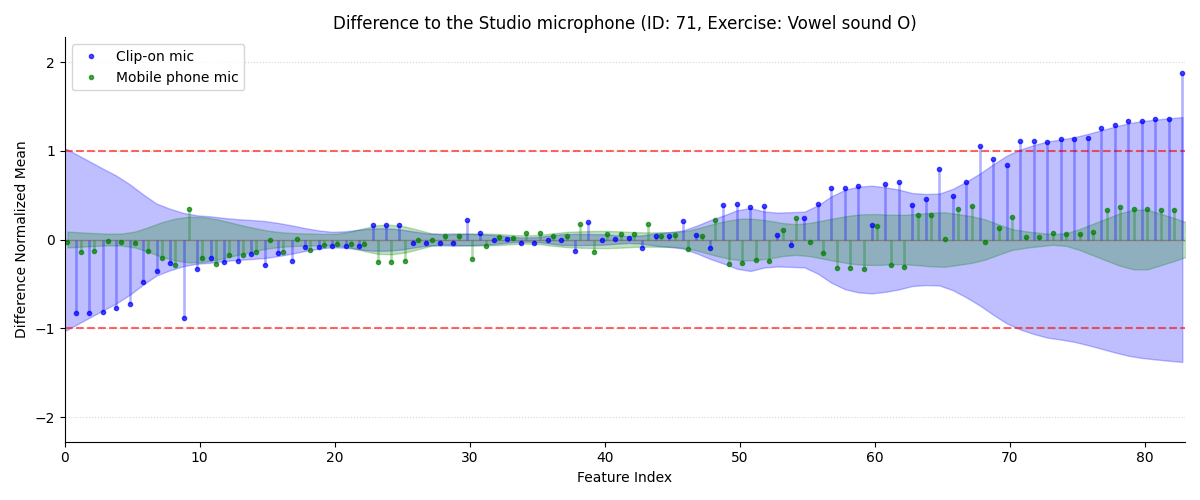 Difference to the Studio microphone (ID: 71, Exercise: Vowel sound O)
Clip-on mic
Mobile phone mic
Difference Normalized Mean
2
1
0
−1
−2
0 10 20 30 40 50 60 70 80
Feature Index